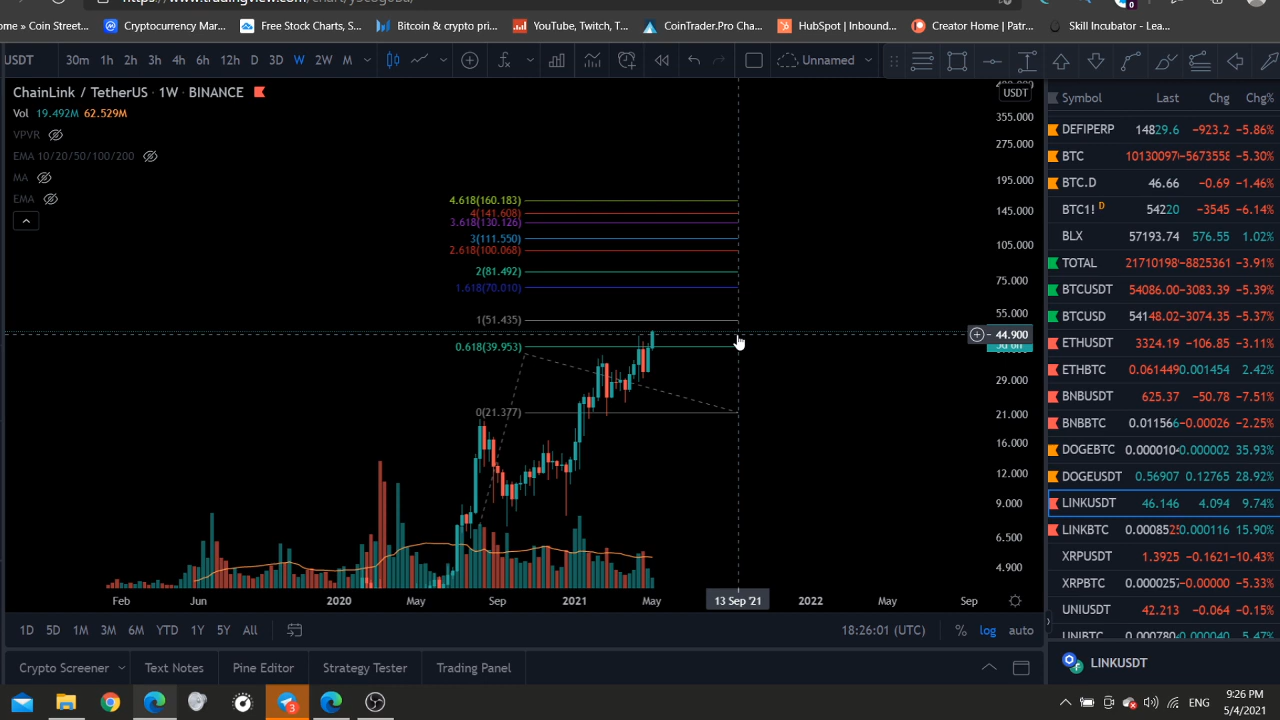 e Coin Street...
Cryptocurrency Mar...
Free Stock Charts, S...
Bitcoin & crypto pri...
YouTube, Twitch, T...
CoinTrader.Pro Cha...
HubSpot | Inbound...
Creator Home | Patr...
Skill Incubator - Lea...
USDT 30m 1h 2h 3h 4h 6h 12h D 3D W 2W M Unnamed
ChainLink / TetherUS · 1W · BINANCE
Vol 19.492M 62.529M
VPVR
EMA 10/20/50/100/200
MA
EMA
USDT
355.000
275.000
195.000
145.000
105.000
75.000
55.000
44.900
29.000
21.000
16.000
12.000
9.000
6.500
4.900
4.618(160.183)
4(141.608)
3.618(130.126)
3(111.550)
2.618(100.068)
2(81.492)
1.618(70.010)
1(51.435)
0.618(39.953)
0(21.377)
Feb Jun 2020 May Sep 2021 May 13 Sep '21 2022 May Sep
1D 5D 1M 3M 6M YTD 1Y 5Y All 18:26:01 (UTC) % log auto
Crypto Screener Text Notes Pine Editor Strategy Tester Trading Panel
Symbol Last Chg Chg%
DEFIPERP 14829.6 −923.2 −5.86%
BTC 10130097 −5673558 −5.30%
BTC.D 46.66 −0.69 −1.46%
BTC1! D 54220 −3545 −6.14%
BLX 57193.74 576.55 1.02%
TOTAL 21710198 −8825361 −3.91%
BTCUSDT 54086.00 −3083.39 −5.39%
BTCUSD 54148.02 −3074.35 −5.37%
ETHUSDT 3324.19 −106.85 −3.11%
ETHBTC 0.061449 0.001454 2.42%
BNBUSDT 625.37 −50.78 −7.51%
BNBBTC 0.011566 −0.00026 −2.25%
DOGEBTC 0.0000104 0.000002 35.93%
DOGEUSDT 0.56907 0.12765 28.92%
LINKUSDT 46.146 4.094 9.74%
LINKBTC 0.0008525 0.000116 15.90%
XRPUSDT 1.3925 −0.1621 −10.43%
XRPBTC 0.0000257 −0.00000 −5.33%
UNIUSDT 42.213 −0.064 −0.15%
UNIBTC 0.000780 0.000040 5.47%
LINKUSDT
3
0
ENG
9:26 PM
5/4/2021